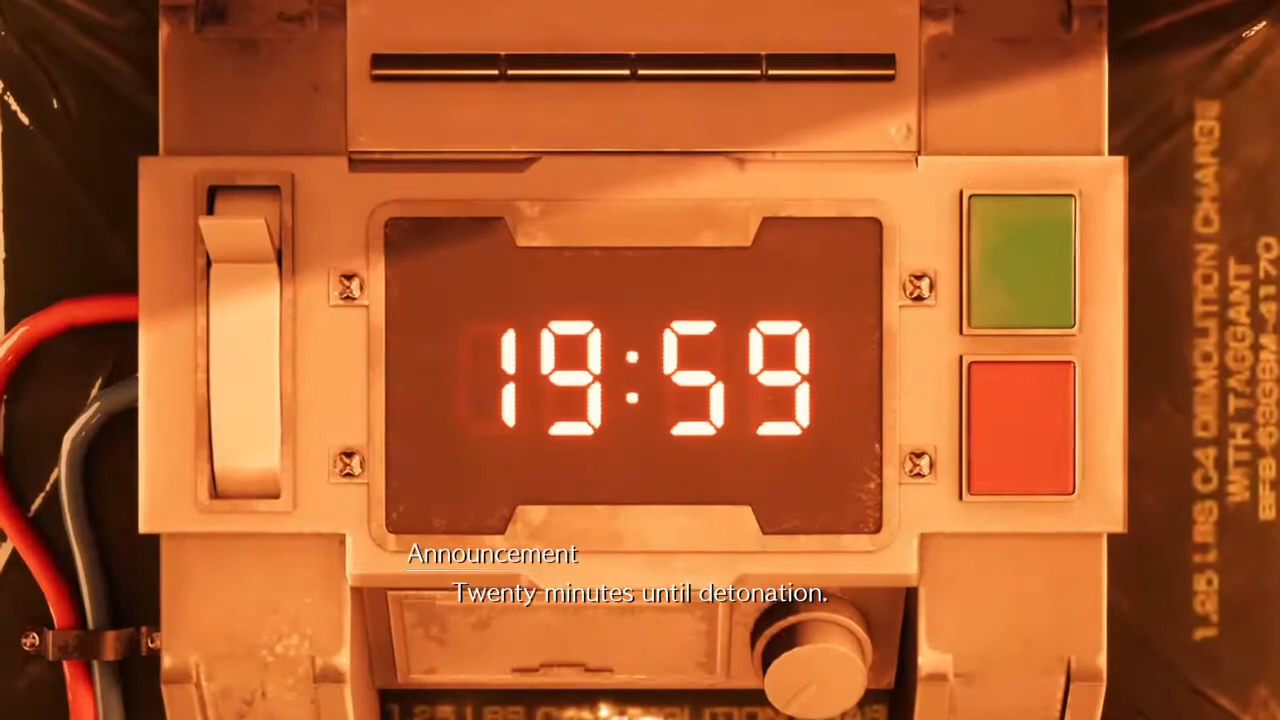 19:59
Announcement
Twenty minutes until detonation.
1.25 LBS C4 DEMOLITION CHARGE
WITH TAGGANT